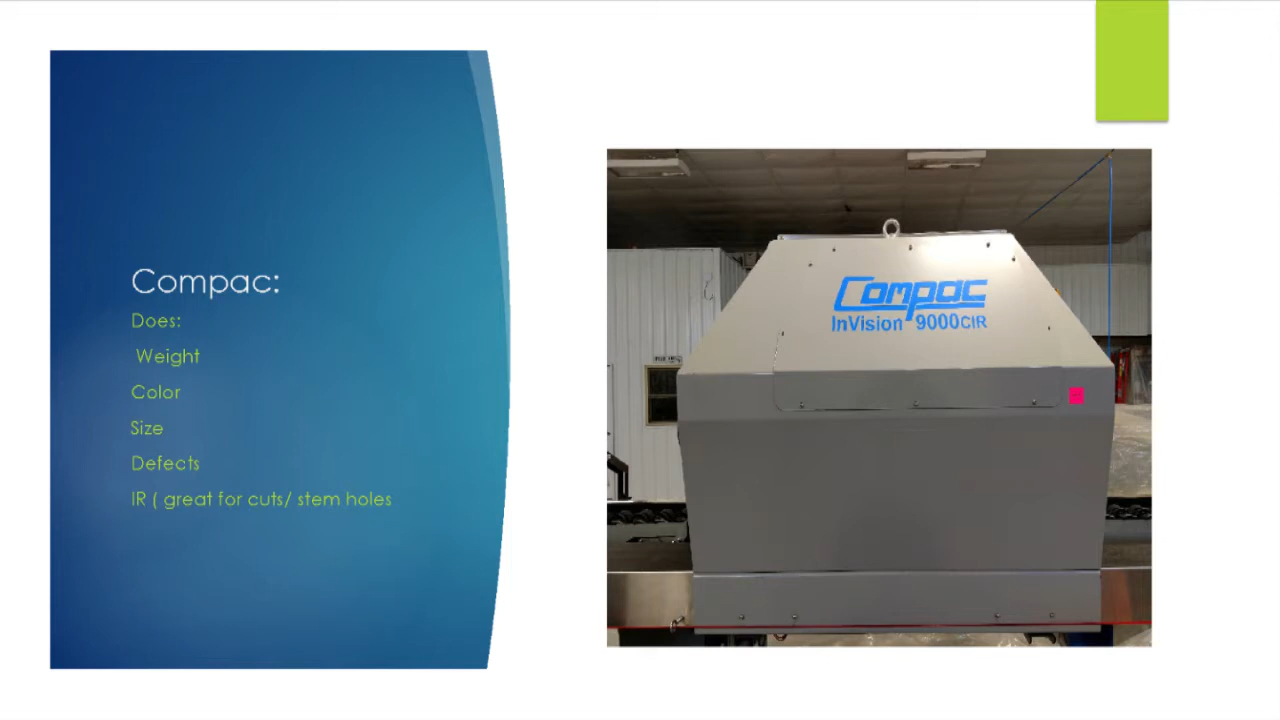 Compac:
Does:
Weight
Color
Size
Defects
IR ( great for cuts/ stem holes
Compac
InVision 9000CIR